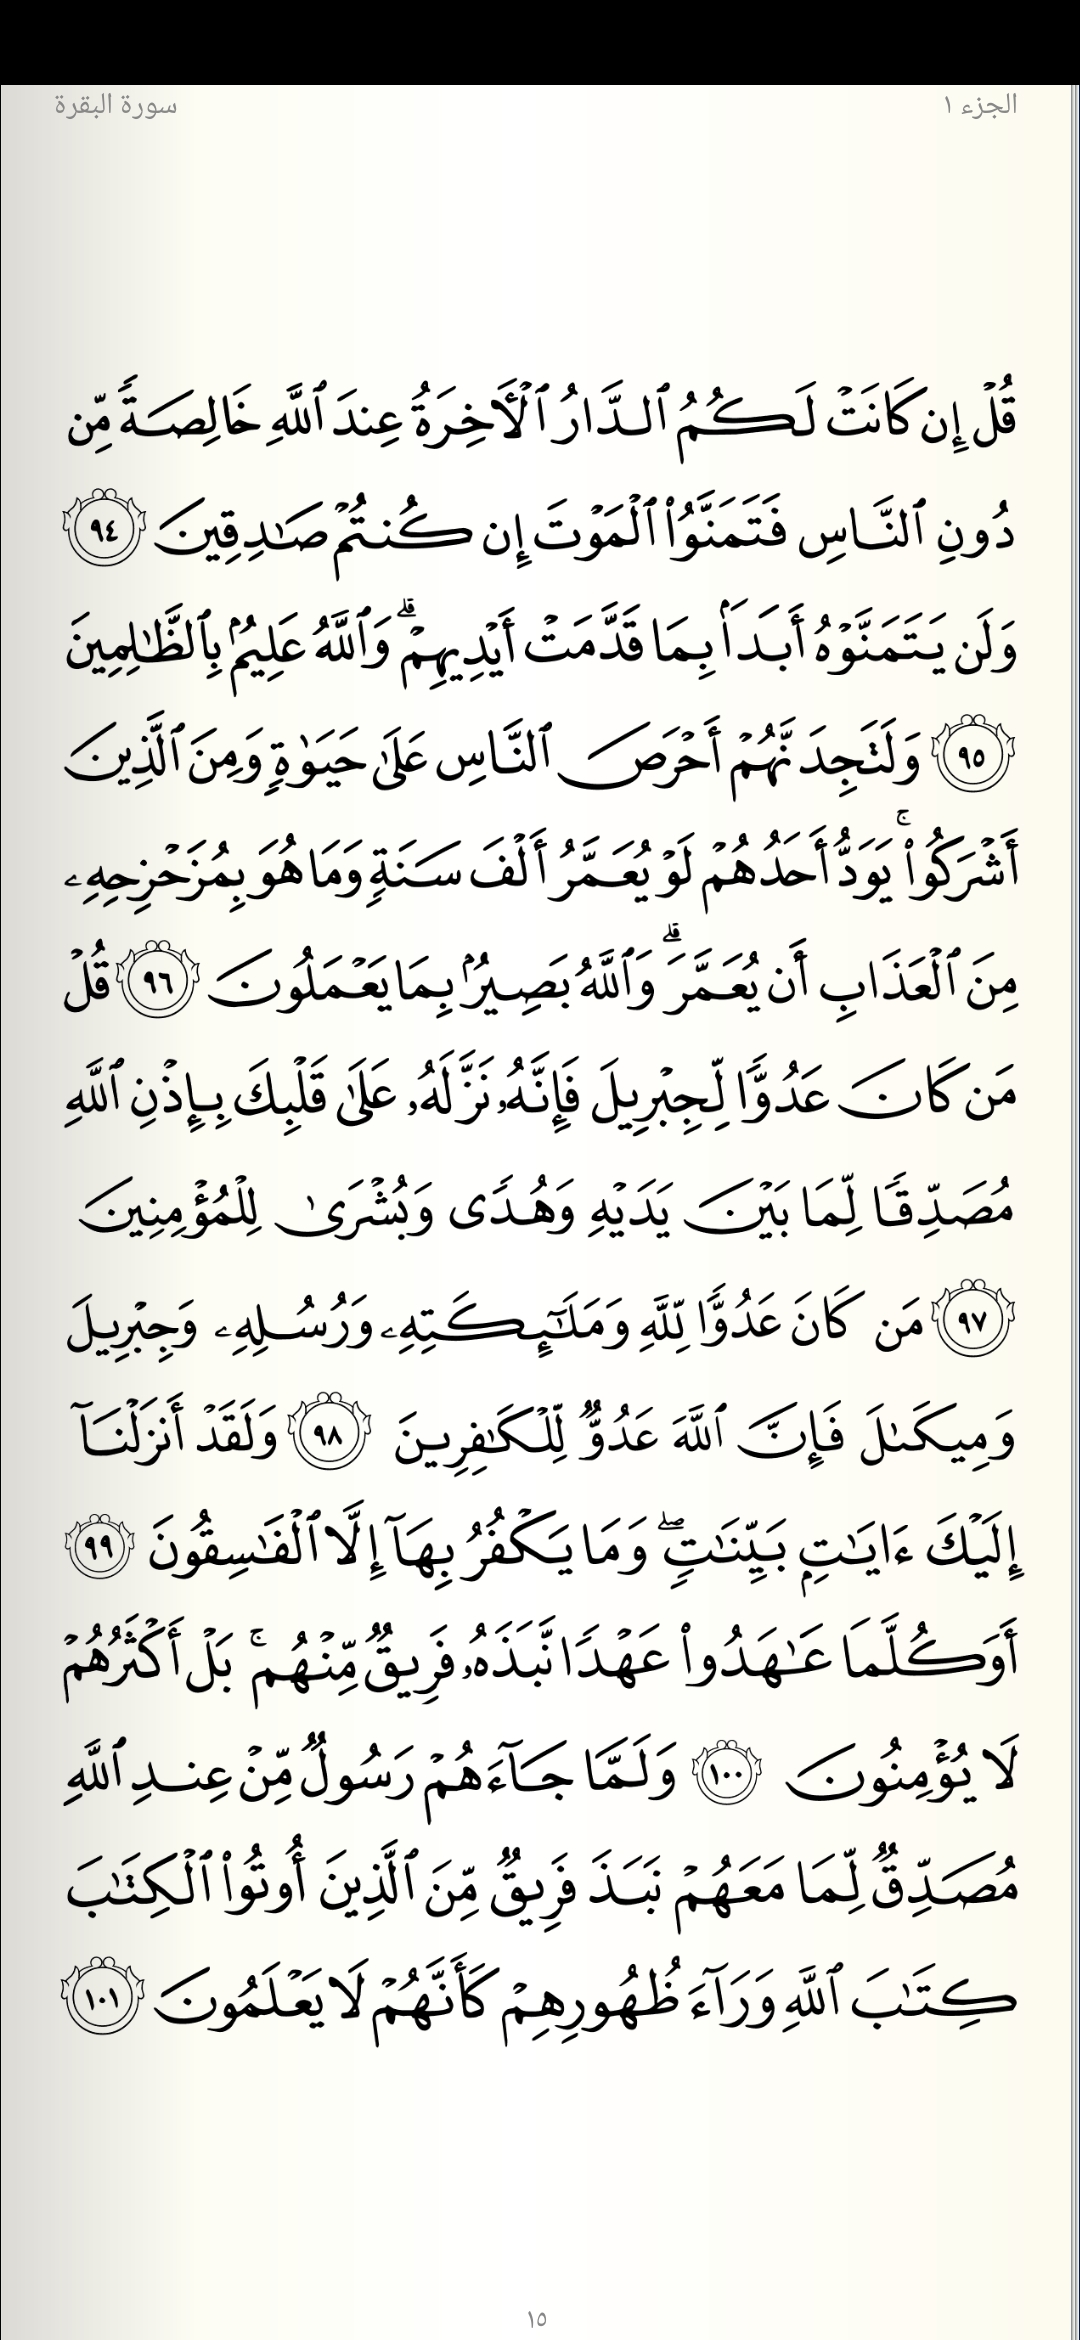 الجزء ١
سورة البقرة
قُلْ إِن كَانَتْ لَكُمُ ٱلدَّارُ ٱلْـَٔاخِرَةُ عِندَ ٱللَّهِ خَالِصَةً مِّن
دُونِ ٱلنَّاسِ فَتَمَنَّوُا۟ ٱلْمَوْتَ إِن كُنتُمْ صَـٰدِقِينَ ٩٤
وَلَن يَتَمَنَّوْهُ أَبَدًۢا بِمَا قَدَّمَتْ أَيْدِيهِمْ ۗ وَٱللَّهُ عَلِيمٌۢ بِٱلظَّـٰلِمِينَ
٩٥ وَلَتَجِدَنَّهُمْ أَحْرَصَ ٱلنَّاسِ عَلَىٰ حَيَوٰةٍ وَمِنَ ٱلَّذِينَ
أَشْرَكُوا۟ ۚ يَوَدُّ أَحَدُهُمْ لَوْ يُعَمَّرُ أَلْفَ سَنَةٍ وَمَا هُوَ بِمُزَحْزِحِهِۦ
مِنَ ٱلْعَذَابِ أَن يُعَمَّرَ ۗ وَٱللَّهُ بَصِيرٌۢ بِمَا يَعْمَلُونَ ٩٦ قُلْ
مَن كَانَ عَدُوًّا لِّجِبْرِيلَ فَإِنَّهُۥ نَزَّلَهُۥ عَلَىٰ قَلْبِكَ بِإِذْنِ ٱللَّهِ
مُصَدِّقًا لِّمَا بَيْنَ يَدَيْهِ وَهُدًى وَبُشْرَىٰ لِلْمُؤْمِنِينَ
٩٧ مَن كَانَ عَدُوًّا لِّلَّهِ وَمَلَـٰٓئِكَتِهِۦ وَرُسُلِهِۦ وَجِبْرِيلَ
وَمِيكَىٰلَ فَإِنَّ ٱللَّهَ عَدُوٌّ لِّلْكَـٰفِرِينَ ٩٨ وَلَقَدْ أَنزَلْنَآ
إِلَيْكَ ءَايَـٰتٍۭ بَيِّنَـٰتٍ ۖ وَمَا يَكْفُرُ بِهَآ إِلَّا ٱلْفَـٰسِقُونَ ٩٩
أَوَكُلَّمَا عَـٰهَدُوا۟ عَهْدًا نَّبَذَهُۥ فَرِيقٌ مِّنْهُم ۚ بَلْ أَكْثَرُهُمْ
لَا يُؤْمِنُونَ ١٠٠ وَلَمَّا جَآءَهُمْ رَسُولٌ مِّنْ عِندِ ٱللَّهِ
مُصَدِّقٌ لِّمَا مَعَهُمْ نَبَذَ فَرِيقٌ مِّنَ ٱلَّذِينَ أُوتُوا۟ ٱلْكِتَـٰبَ
كِتَـٰبَ ٱللَّهِ وَرَآءَ ظُهُورِهِمْ كَأَنَّهُمْ لَا يَعْلَمُونَ ١٠١
١٥